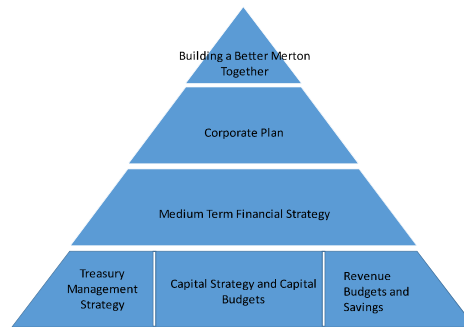 Building a Better Merton
Together
Corporate Plan
Medium Term Financial Strategy
Treasury
Management
Strategy
Capital Strategy and Capital
Budgets
Revenue
Budgets and
Savings